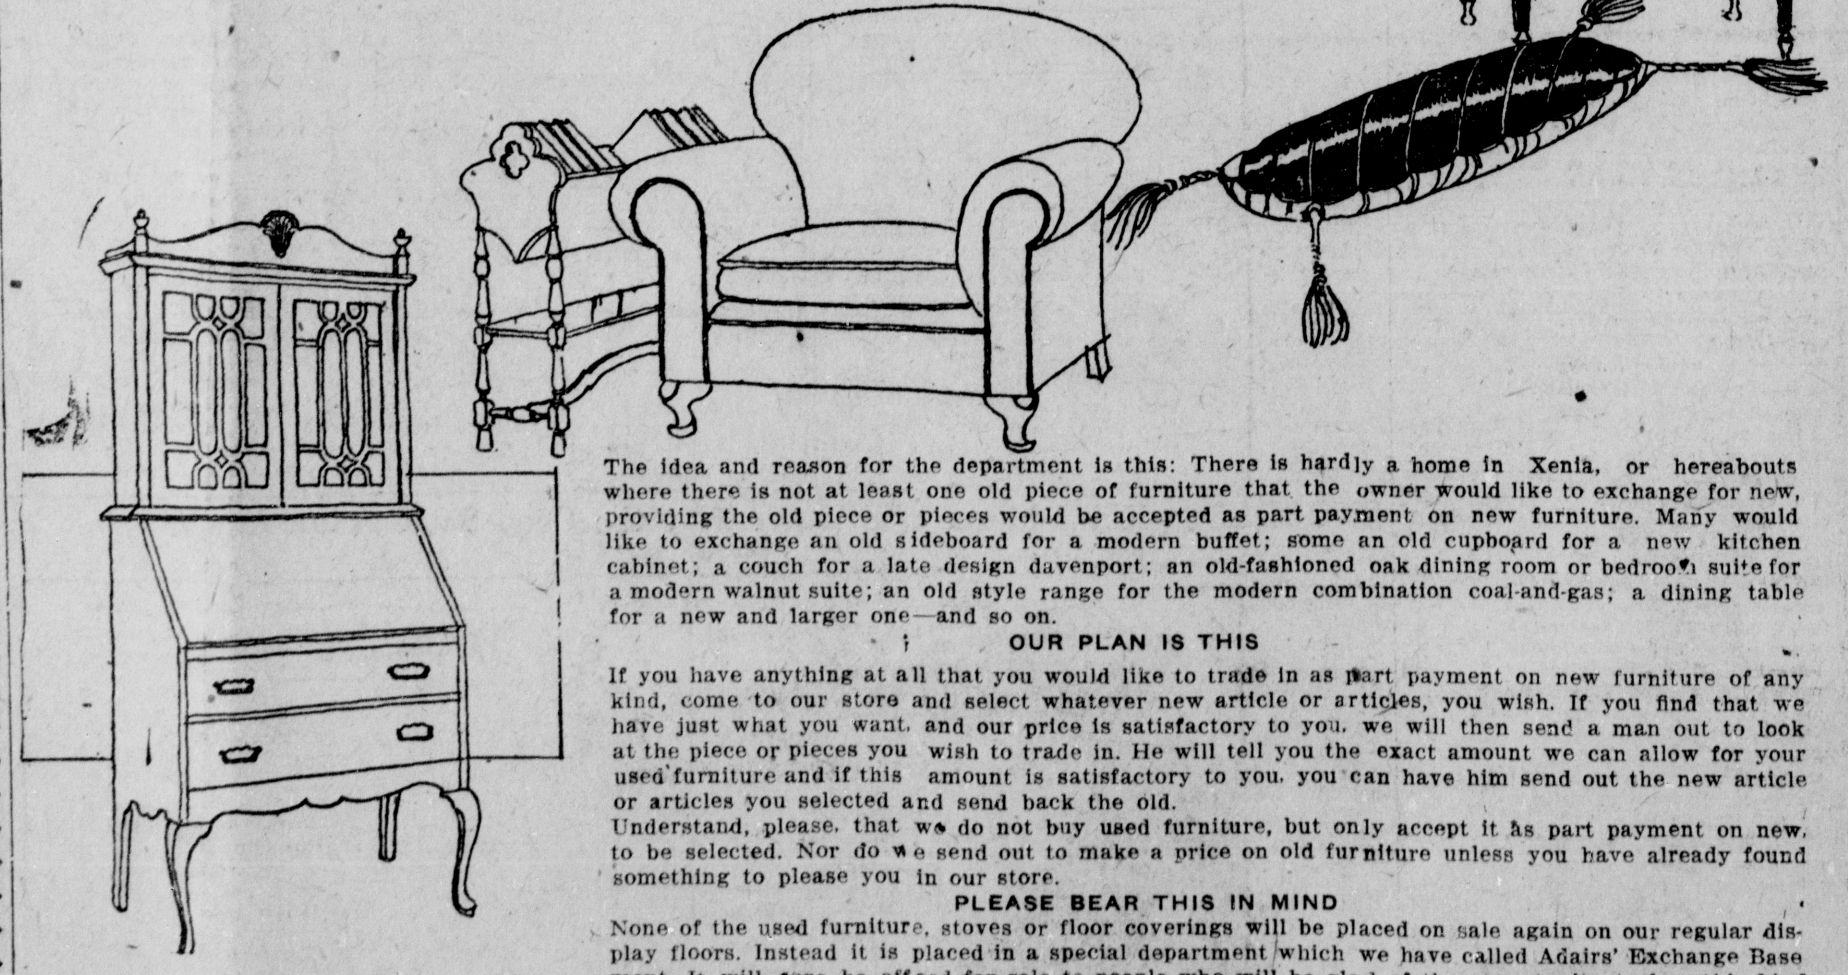 The idea and reason for the department is this: There is hardly a home in Xenia, or hereabouts
where there is not at least one old piece of furniture that the owner would like to exchange for new,
providing the old piece or pieces would be accepted as part payment on new furniture. Many would
like to exchange an old sideboard for a modern buffet; some an old cupboard for a new kitchen
cabinet; a couch for a late design davenport; an old-fashioned oak dining room or bedroom suite for
a modern walnut suite; an old style range for the modern combination coal-and-gas; a dining table
for a new and larger one—and so on.
OUR PLAN IS THIS
If you have anything at all that you would like to trade in as part payment on new furniture of any
kind, come to our store and select whatever new article or articles, you wish. If you find that we
have just what you want, and our price is satisfactory to you, we will then send a man out to look
at the piece or pieces you wish to trade in. He will tell you the exact amount we can allow for your
used furniture and if this amount is satisfactory to you, you can have him send out the new article
or articles you selected and send back the old.
Understand, please, that we do not buy used furniture, but only accept it as part payment on new,
to be selected. Nor do we send out to make a price on old furniture unless you have already found
something to please you in our store.
PLEASE BEAR THIS IN MIND
None of the used furniture, stoves or floor coverings will be placed on sale again on our regular dis-
play floors. Instead it is placed in a special department which we have called Adairs' Exchange Base